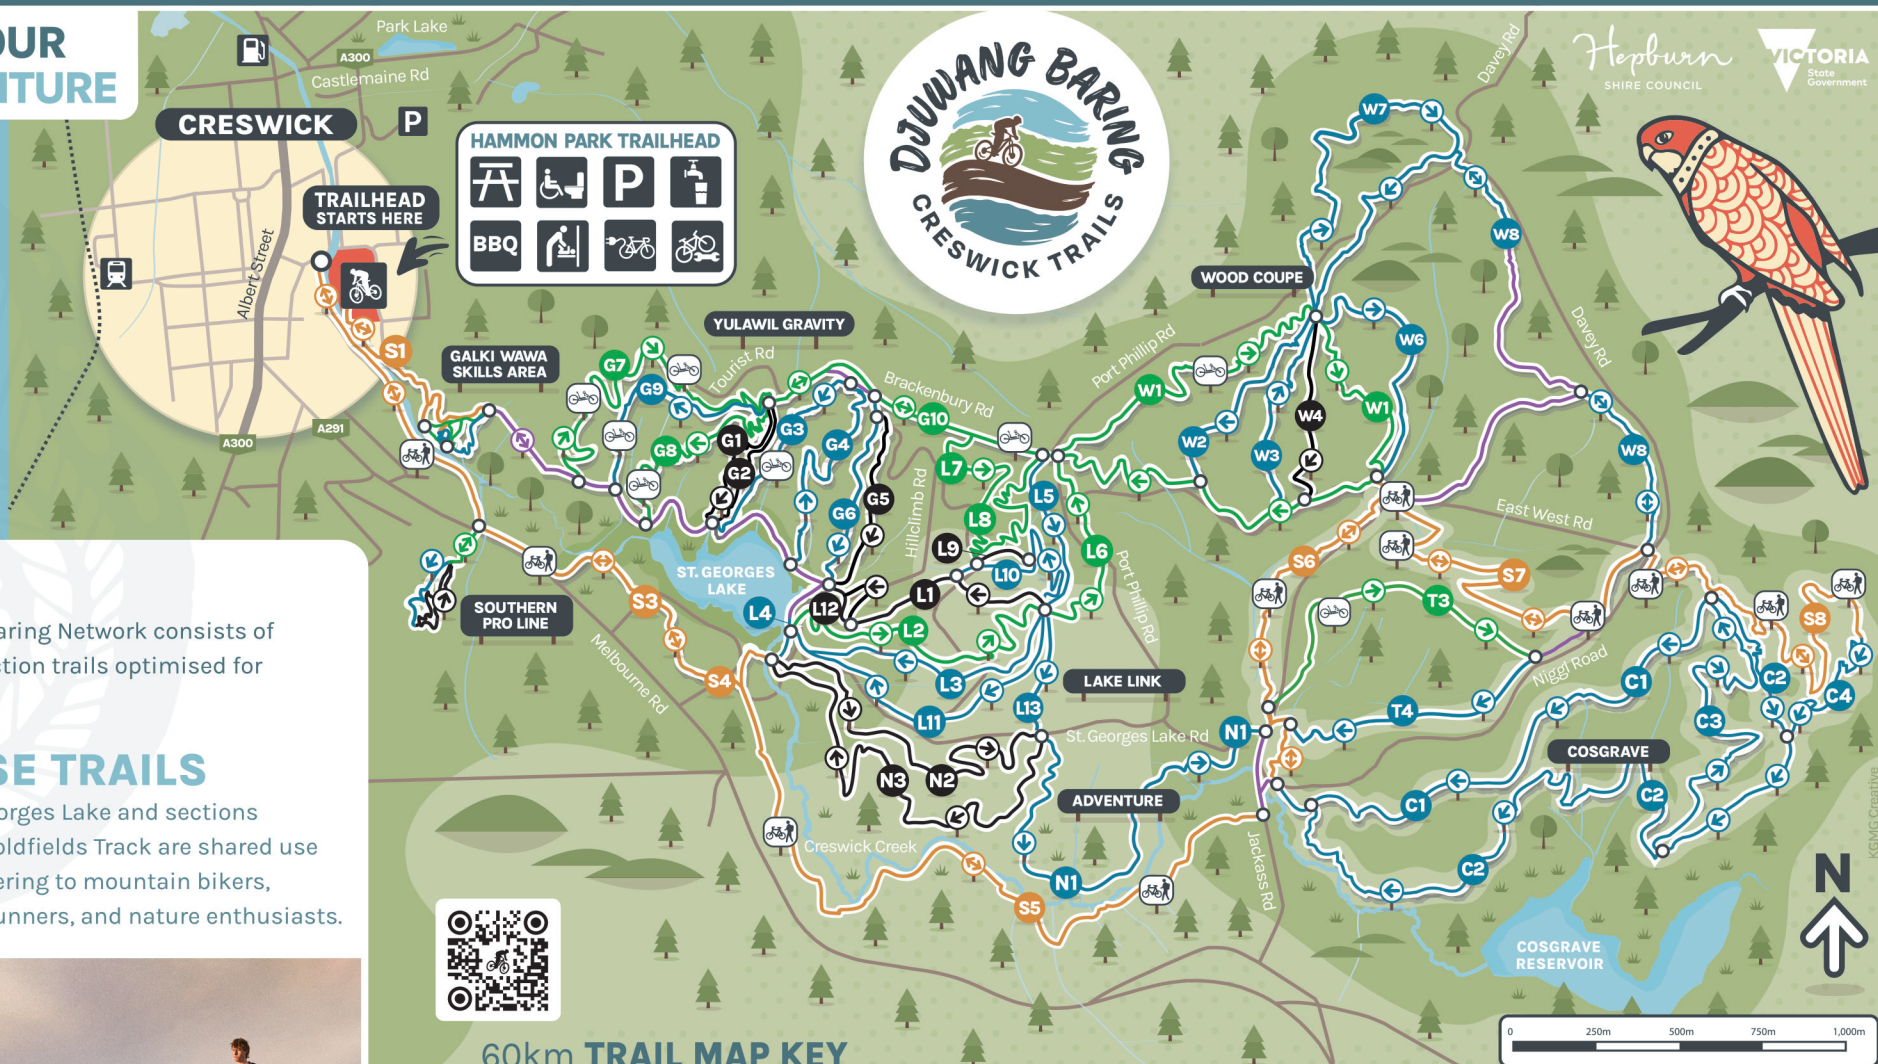 OUR
NTURE
Park Lake
A300
Castlemaine Rd
CRESWICK
P
HAMMON PARK TRAILHEAD
P
BBQ
TRAILHEAD
STARTS HERE
Albert Street
A300
A291
DJUWANG BARING
CRESWICK TRAILS
Hepburn
SHIRE COUNCIL
VICTORIA
State
Government
Davey Rd
W7
W8
WOOD COUPE
W6
Davey Rd
Port Phillip Rd
W1
W4
W1
W2
W3
W8
S1
GALKI WAWA
SKILLS AREA
YULAWIL GRAVITY
Tourist Rd
G7
G9
G8
G1
G2
G3
G4
G5
G6
Brackenbury Rd
G10
Hillclimb Rd
L7
L8
L5
L9
L10
L6
L1
Port Phillip Rd
East West Rd
S6
S7
T3
S8
ST. GEORGES
LAKE
L4
L12
L2
L3
L11
L13
LAKE LINK
SOUTHERN
PRO LINE
S3
Melbourne Rd
S4
St. Georges Lake Rd
N1
T4
Niggl Road
C1
C2
C3
C4
COSGRAVE
N3
N2
ADVENTURE
C1
C2
Creswick Creek
N1
S5
Jackass Rd
C2
COSGRAVE
RESERVOIR
KGMG Creative
N
0 250m 500m 750m 1,000m
aring Network consists of
ction trails optimised for
SE TRAILS
orges Lake and sections
oldfields Track are shared use
ering to mountain bikers,
unners, and nature enthusiasts.
60km TRAIL MAP KEY